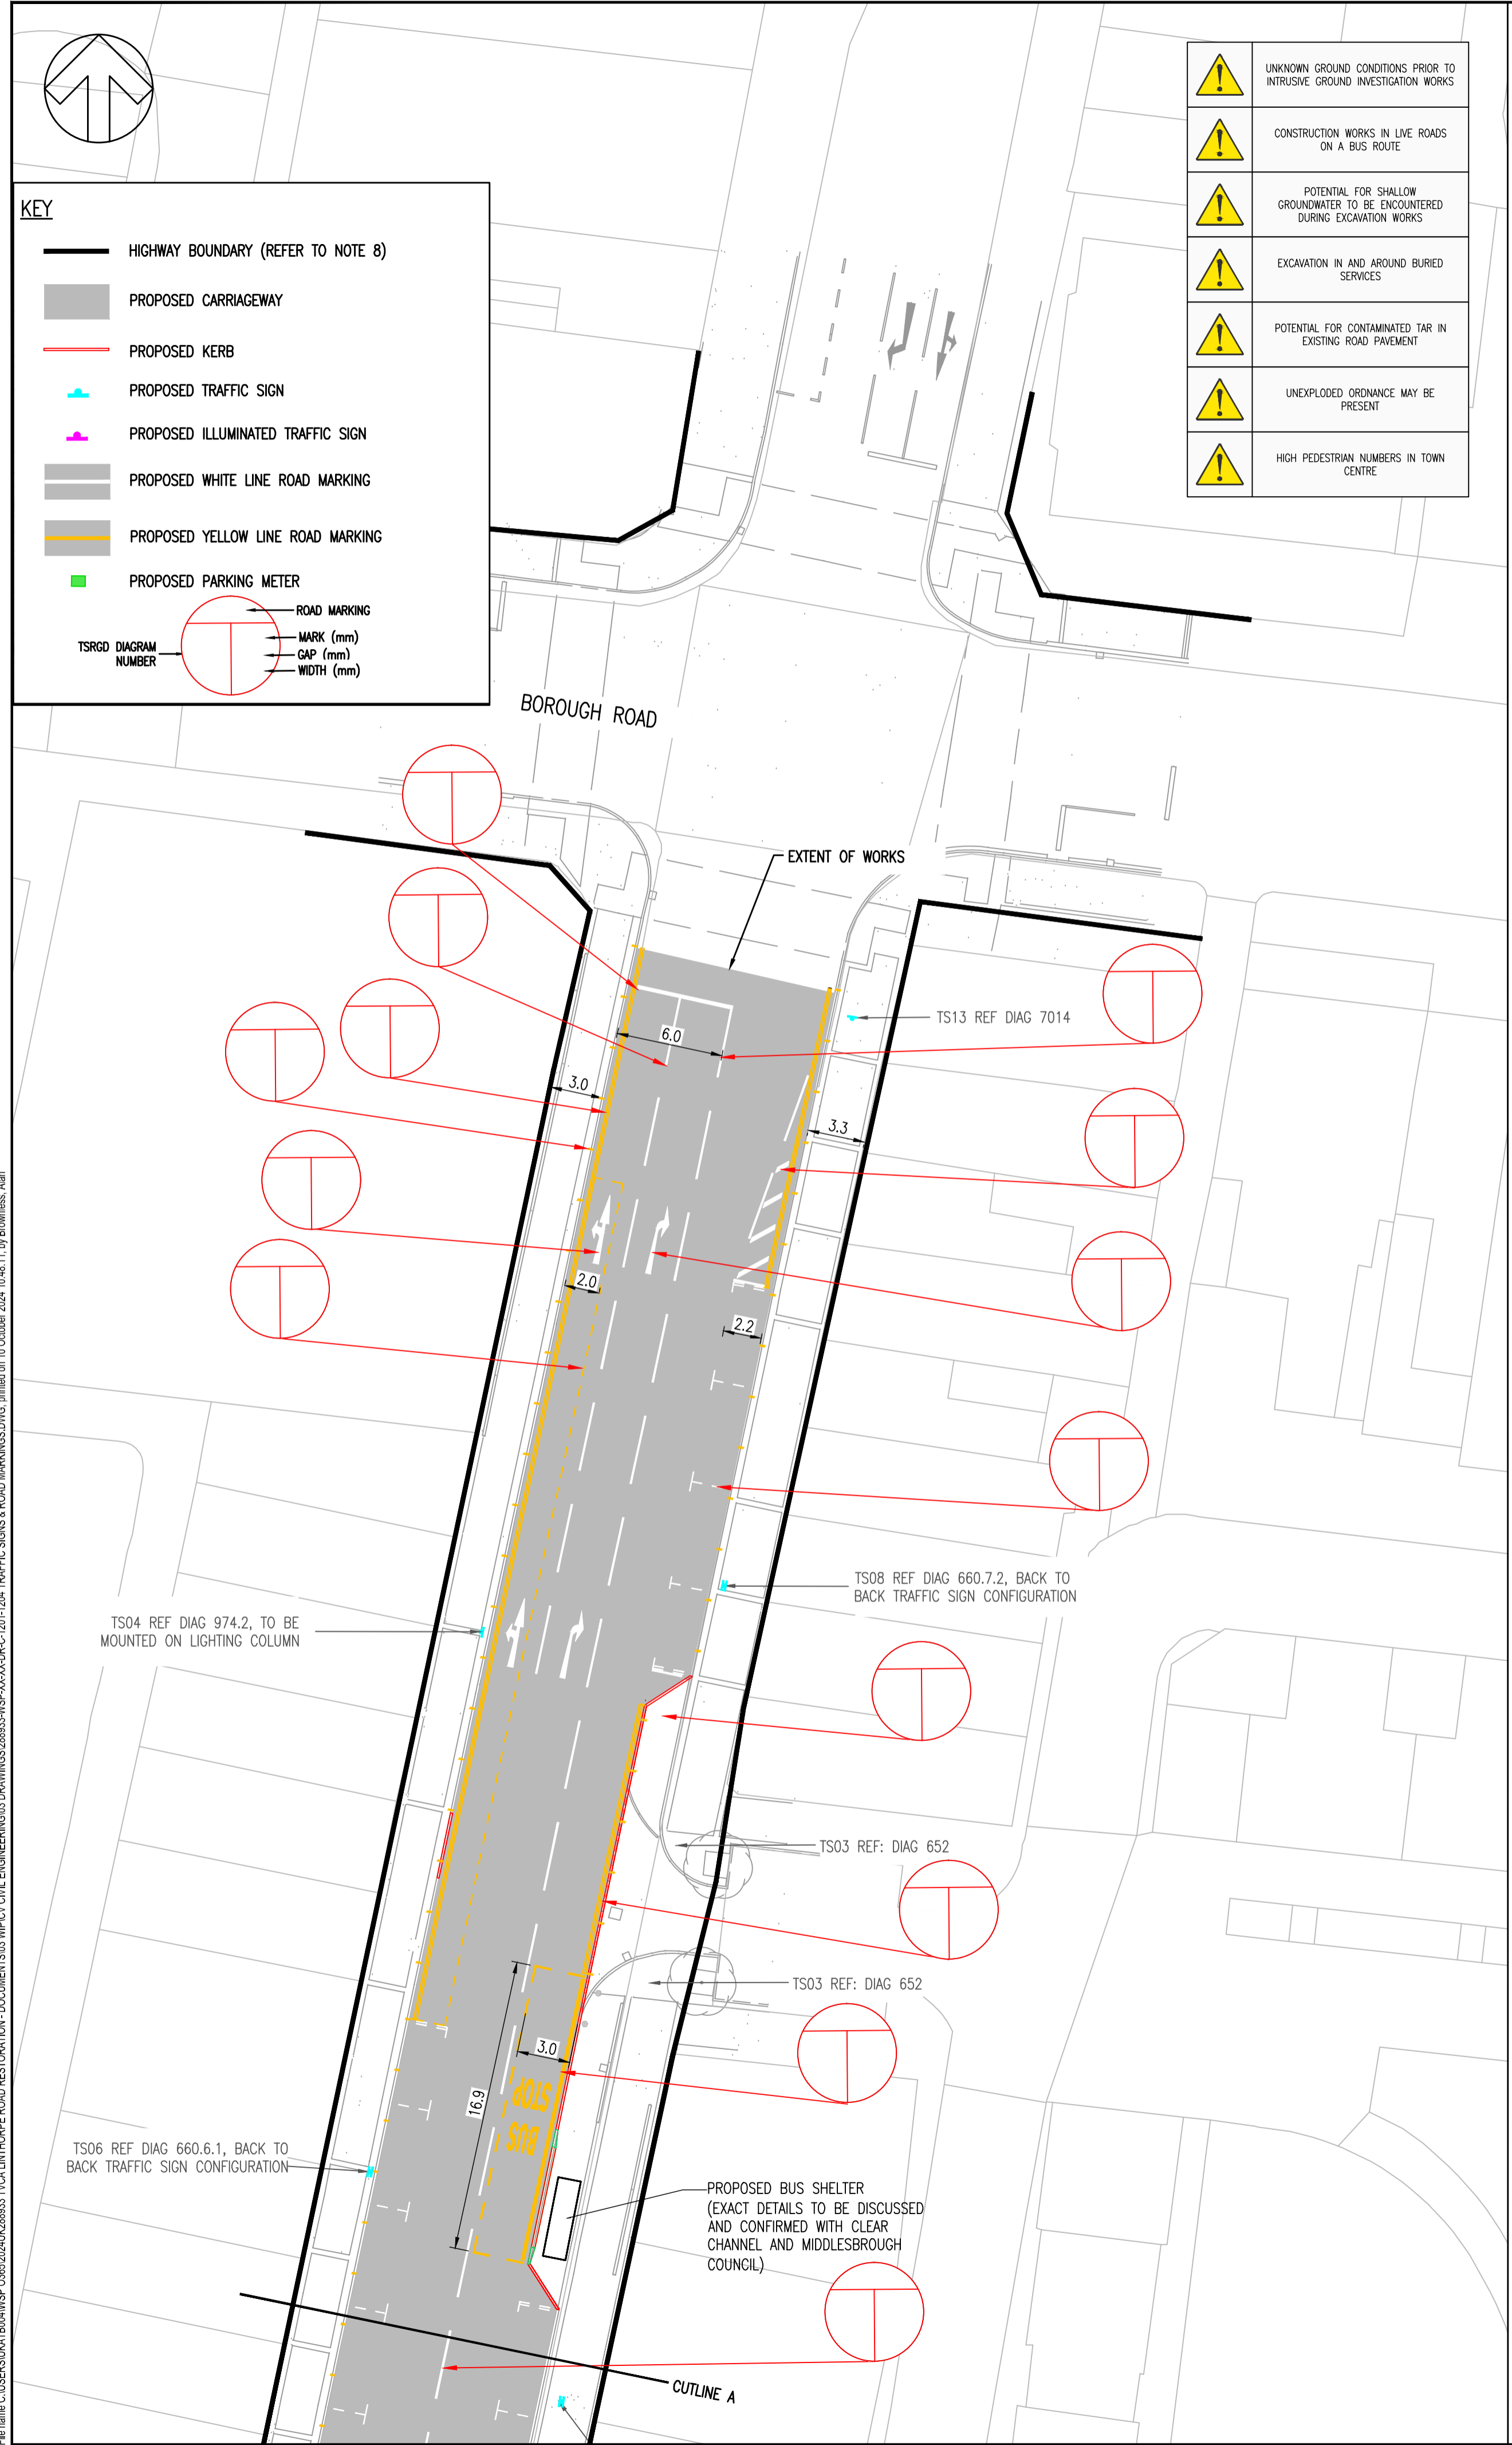 UNKNOWN GROUND CONDITIONS PRIOR TO
INTRUSIVE GROUND INVESTIGATION WORKS
CONSTRUCTION WORKS IN LIVE ROADS
ON A BUS ROUTE
POTENTIAL FOR SHALLOW
GROUNDWATER TO BE ENCOUNTERED
DURING EXCAVATION WORKS
EXCAVATION IN AND AROUND BURIED
SERVICES
POTENTIAL FOR CONTAMINATED TAR IN
EXISTING ROAD PAVEMENT
UNEXPLODED ORDNANCE MAY BE
PRESENT
HIGH PEDESTRIAN NUMBERS IN TOWN
CENTRE
KEY
HIGHWAY BOUNDARY (REFER TO NOTE 8)
PROPOSED CARRIAGEWAY
PROPOSED KERB
PROPOSED TRAFFIC SIGN
PROPOSED ILLUMINATED TRAFFIC SIGN
PROPOSED WHITE LINE ROAD MARKING
PROPOSED YELLOW LINE ROAD MARKING
PROPOSED PARKING METER
ROAD MARKING
MARK (mm)
GAP (mm)
WIDTH (mm)
TSRGD DIAGRAM
NUMBER
BOROUGH ROAD
EXTENT OF WORKS
TS13 REF DIAG 7014
6.0
3.0
3.3
2.0
2.2
TS08 REF DIAG 660.7.2, BACK TO
BACK TRAFFIC SIGN CONFIGURATION
TS04 REF DIAG 974.2, TO BE
MOUNTED ON LIGHTING COLUMN
TS03 REF: DIAG 652
TS03 REF: DIAG 652
3.0
16.9
BUS
STOP
TS06 REF DIAG 660.6.1, BACK TO
BACK TRAFFIC SIGN CONFIGURATION
PROPOSED BUS SHELTER
(EXACT DETAILS TO BE DISCUSSED
AND CONFIRMED WITH CLEAR
CHANNEL AND MIDDLESBROUGH
COUNCIL)
CUTLINE A